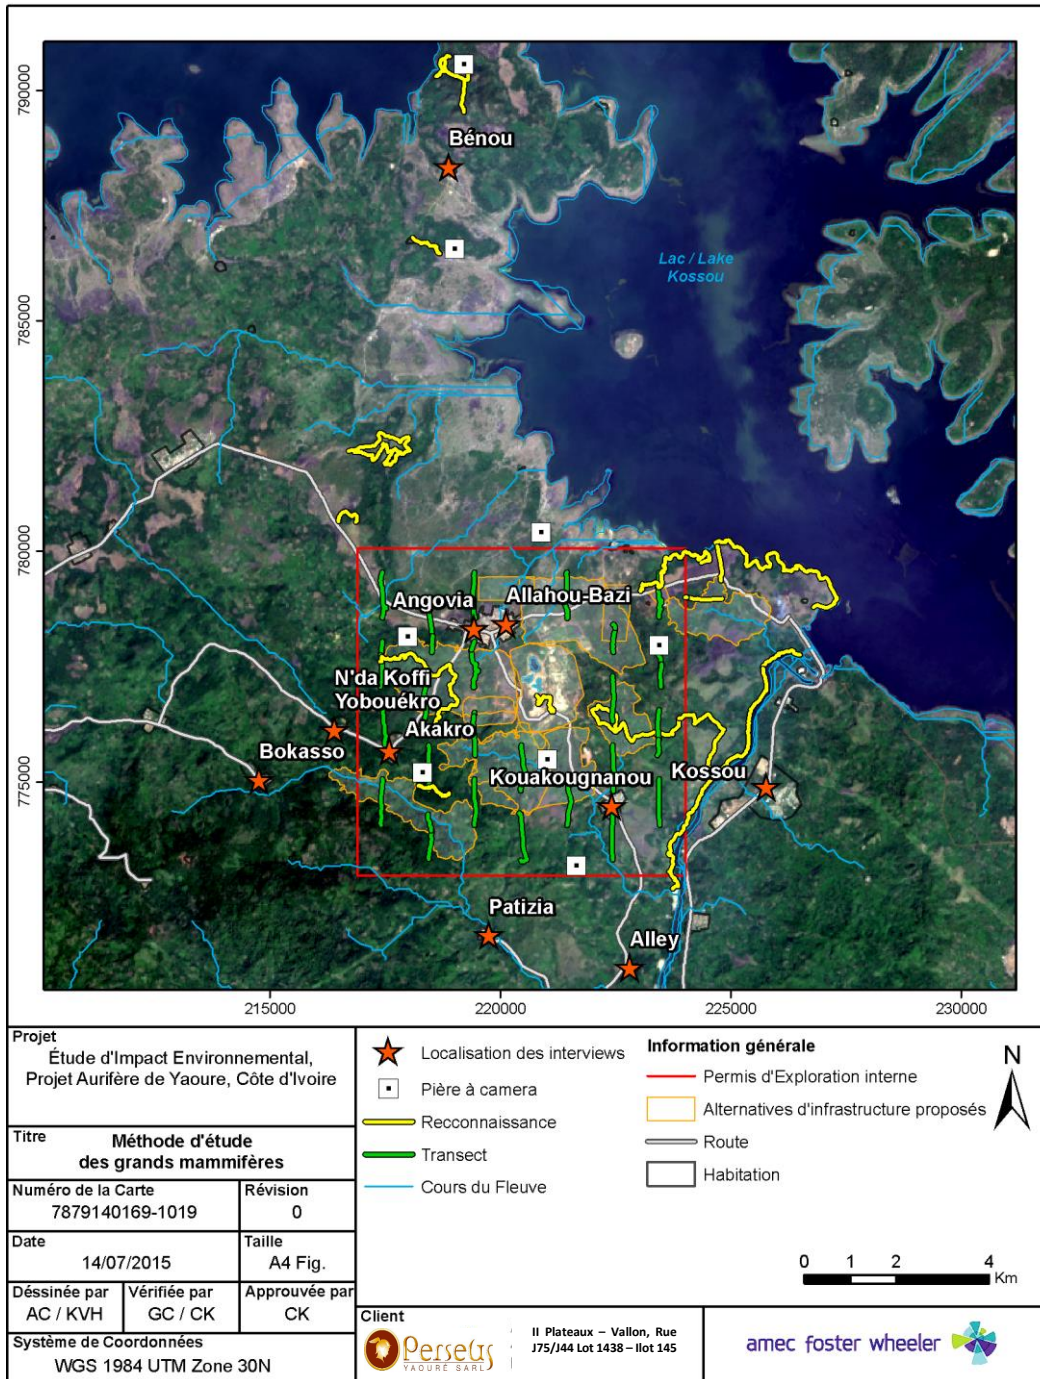 790000
785000
780000
775000
Bénou
Lac / Lake
Kossou
Angovia
Allahou-Bazi
N'da Koffi
Yobouékro
Akakro
Bokasso
Kouakougnanou
Kossou
Patizia
Alley
215000
220000
225000
230000
Projet
Étude d'Impact Environnemental,
Projet Aurifère de Yaoure, Côte d'Ivoire
Titre
Méthode d'étude
des grands mammifères
Numéro de la Carte
7879140169-1019
Révision
0
Date
14/07/2015
Taille
A4 Fig.
Déssinée par
AC / KVH
Vérifiée par
GC / CK
Approuvée par
CK
Système de Coordonnées
WGS 1984 UTM Zone 30N
Localisation des interviews
Pière à camera
Recconnaissance
Transect
Cours du Fleuve
Information générale
Permis d'Exploration interne
Alternatives d'infrastructure proposés
Route
Habitation
N
0 1 2 4
Km
Client
Perseus
YAOURÉ SARL
II Plateaux – Vallon, Rue
J75/J44 Lot 1438 – Ilot 145
amec foster wheeler